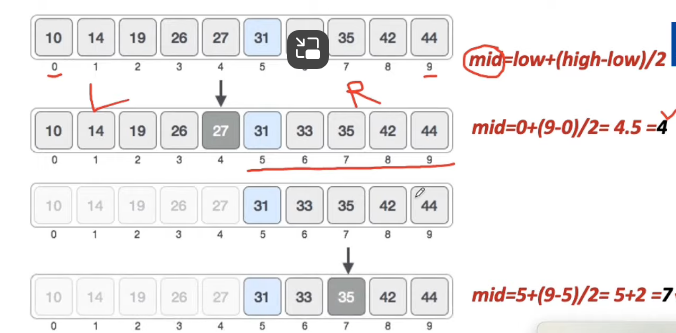 10 14 19 26 27 31 35 42 44
0 1 2 3 4 5 7 8 9
mid=low+(high-low)/2
L R
10 14 19 26 27 31 33 35 42 44
0 1 2 3 4 5 6 7 8 9
mid=0+(9-0)/2= 4.5 =4
10 14 19 26 27 31 33 35 42 44
0 1 2 3 4 5 6 7 8 9
10 14 19 26 27 31 33 35 42 44
0 1 2 3 4 5 6 7 8 9
mid=5+(9-5)/2= 5+2 =7